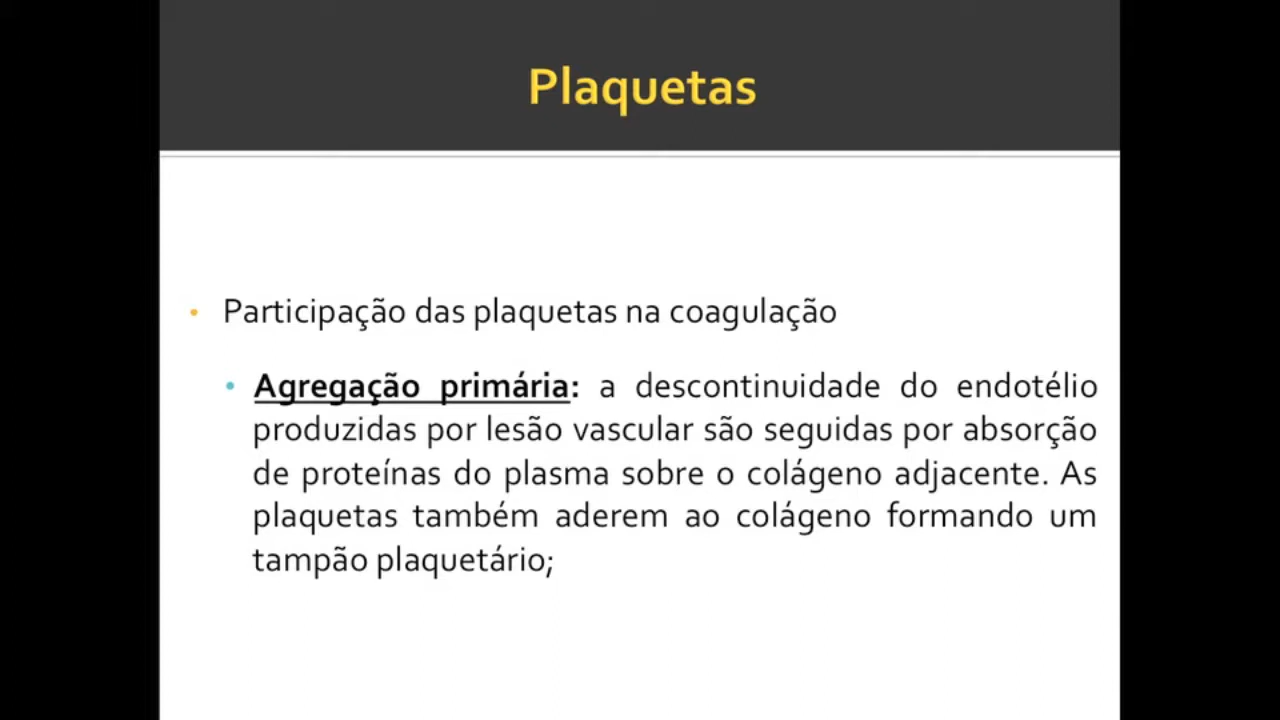 Plaquetas
• Participação das plaquetas na coagulação
• Agregação primária: a descontinuidade do endotélio
produzidas por lesão vascular são seguidas por absorção
de proteínas do plasma sobre o colágeno adjacente. As
plaquetas também aderem ao colágeno formando um
tampão plaquetário;